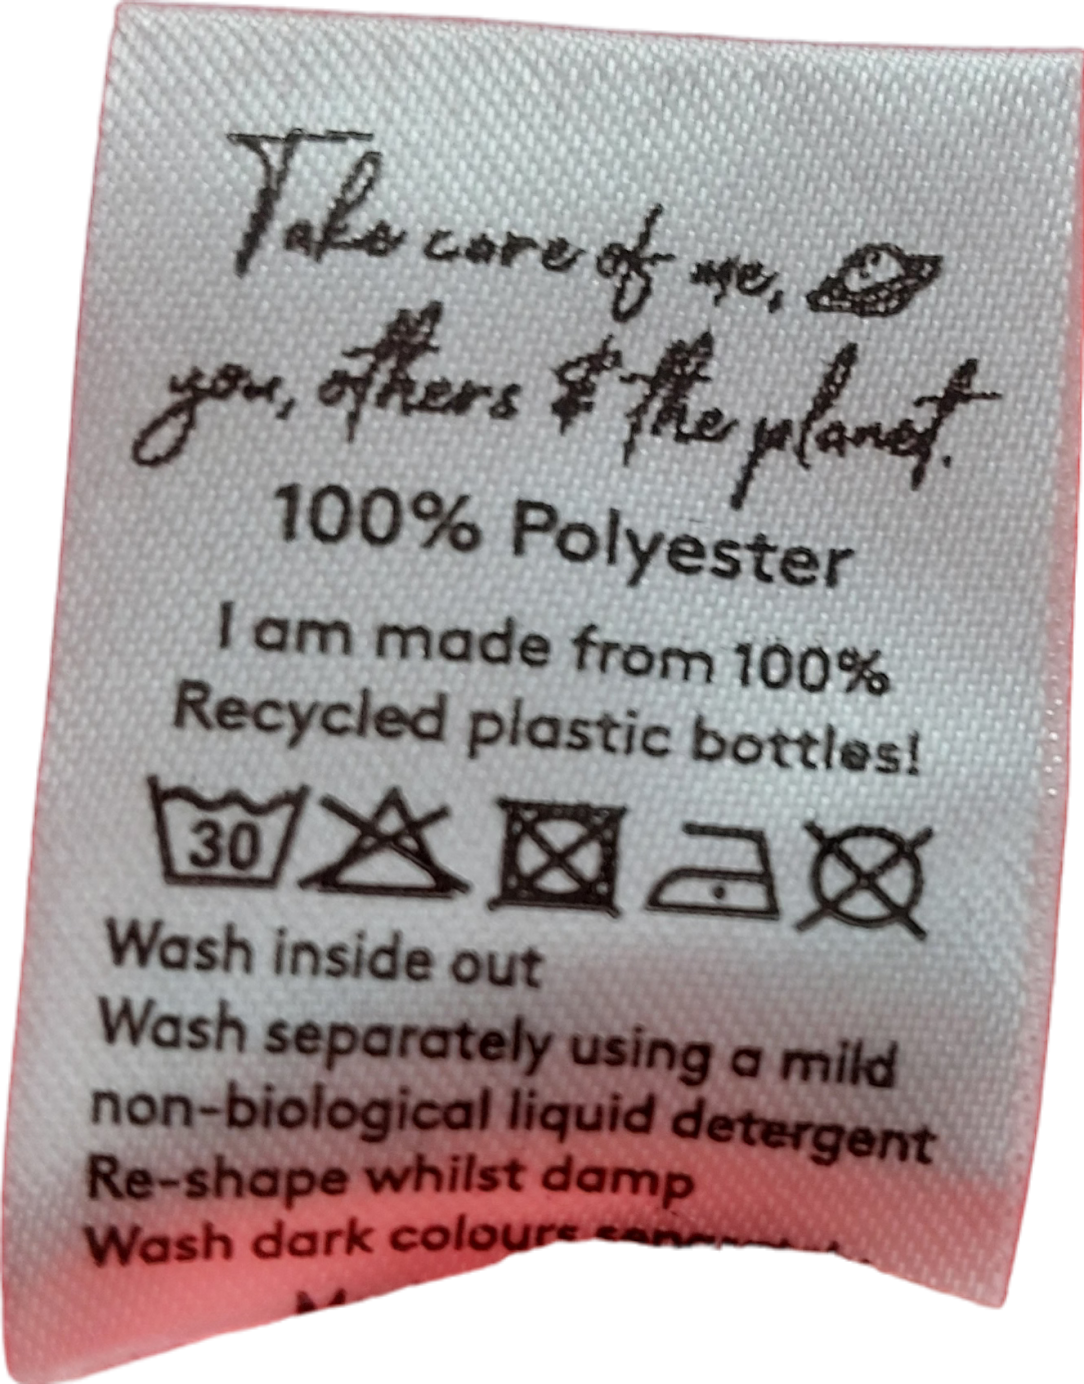 Take care of me,
you, others & the planet.
100% Polyester
I am made from 100%
Recycled plastic bottles!
30
Wash inside out
Wash separately using a mild
non-biological liquid detergent
Re-shape whilst damp
Wash dark colours